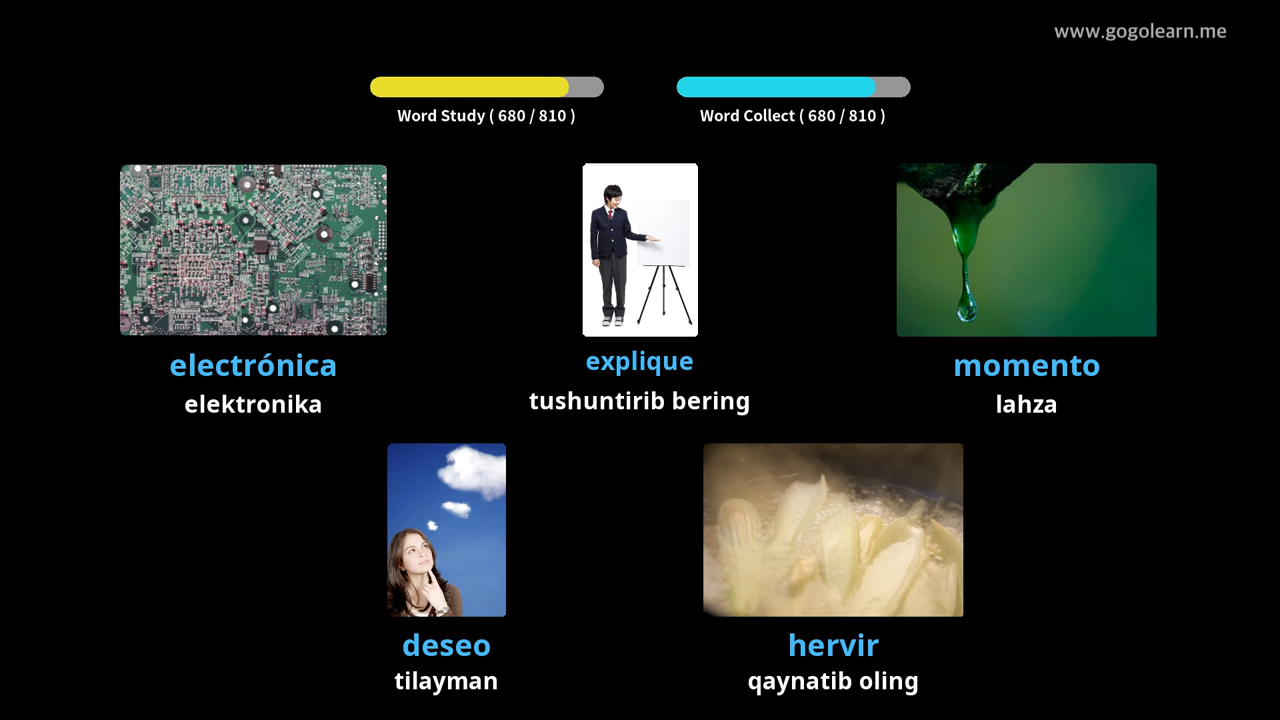 www.gogolearn.me
Word Study ( 680 / 810 )
Word Collect ( 680 / 810 )
electrónica
elektronika
explique
tushuntirib bering
momento
lahza
deseo
tilayman
hervir
qaynatib oling